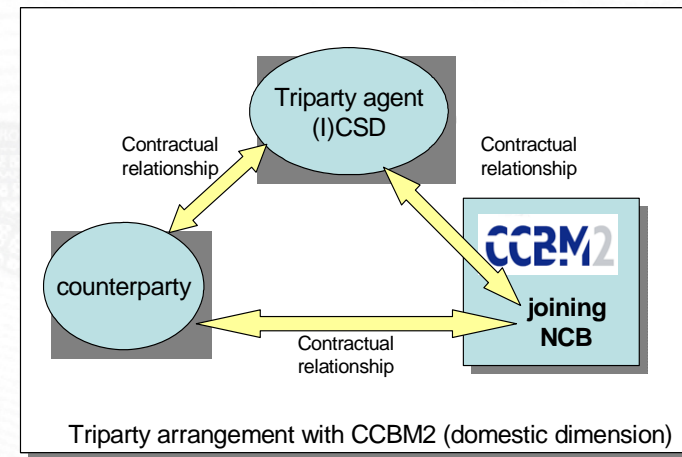 Triparty agent
(I)CSD
Contractual
relationship
Contractual
relationship
CCBM2
counterparty
joining
NCB
Contractual
relationship
Triparty arrangement with CCBM2 (domestic dimension)